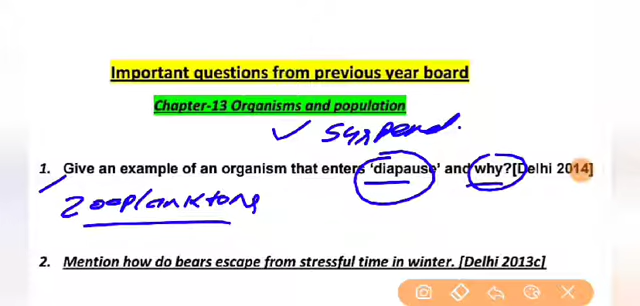 Important questions from previous year board
Chapter-13 Organisms and population
✓ suspend.
1. Give an example of an organism that enters 'diapause' and why?[Delhi 2014]
Zooplanktons
2. Mention how do bears escape from stressful time in winter. [Delhi 2013c]